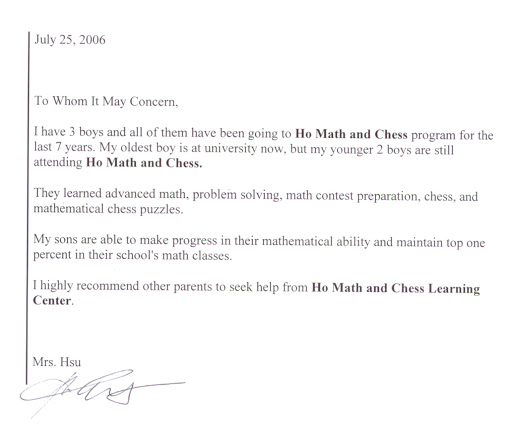 July 25, 2006
To Whom It May Concern,
I have 3 boys and all of them have been going to Ho Math and Chess program for the
last 7 years. My oldest boy is at university now, but my younger 2 boys are still
attending Ho Math and Chess.
They learned advanced math, problem solving, math contest preparation, chess, and
mathematical chess puzzles.
My sons are able to make progress in their mathematical ability and maintain top one
percent in their school's math classes.
I highly recommend other parents to seek help from Ho Math and Chess Learning
Center.
Mrs. Hsu